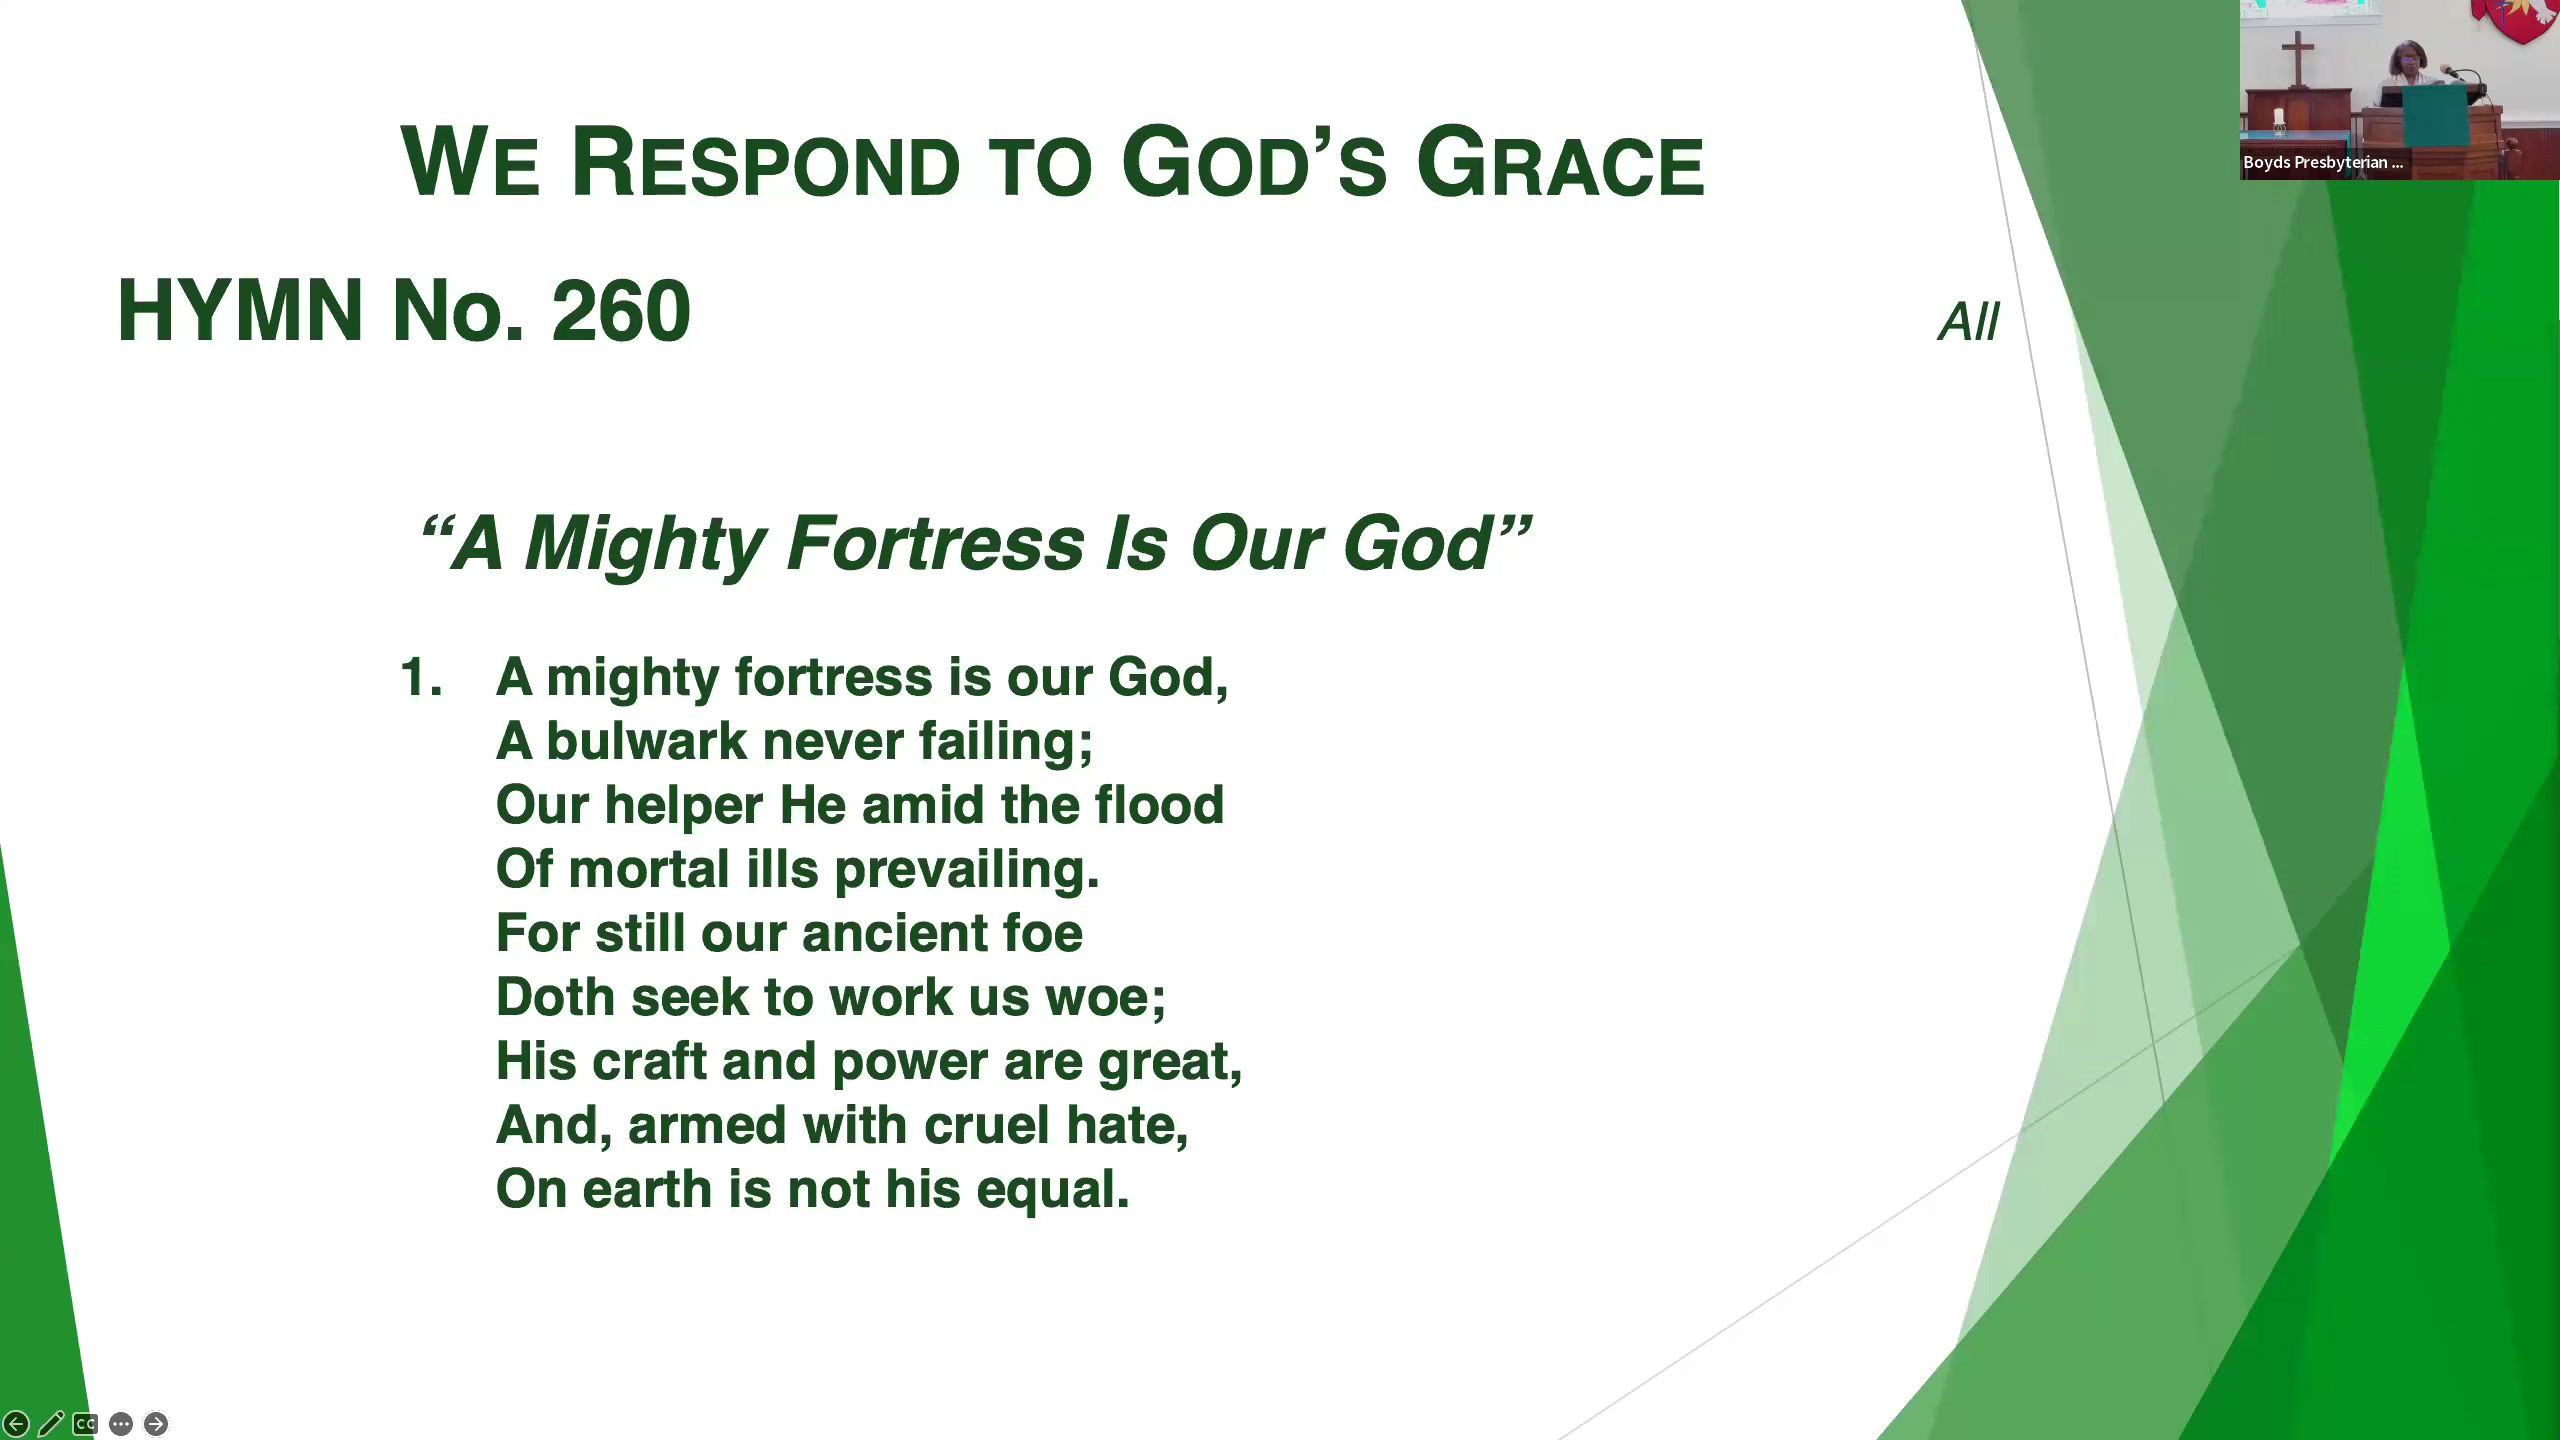 WE RESPOND TO GOD’S GRACE
HYMN No. 260
All
“A Mighty Fortress Is Our God”
1. A mighty fortress is our God,
A bulwark never failing;
Our helper He amid the flood
Of mortal ills prevailing.
For still our ancient foe
Doth seek to work us woe;
His craft and power are great,
And, armed with cruel hate,
On earth is not his equal.
Boyds Presbyterian ...
CC